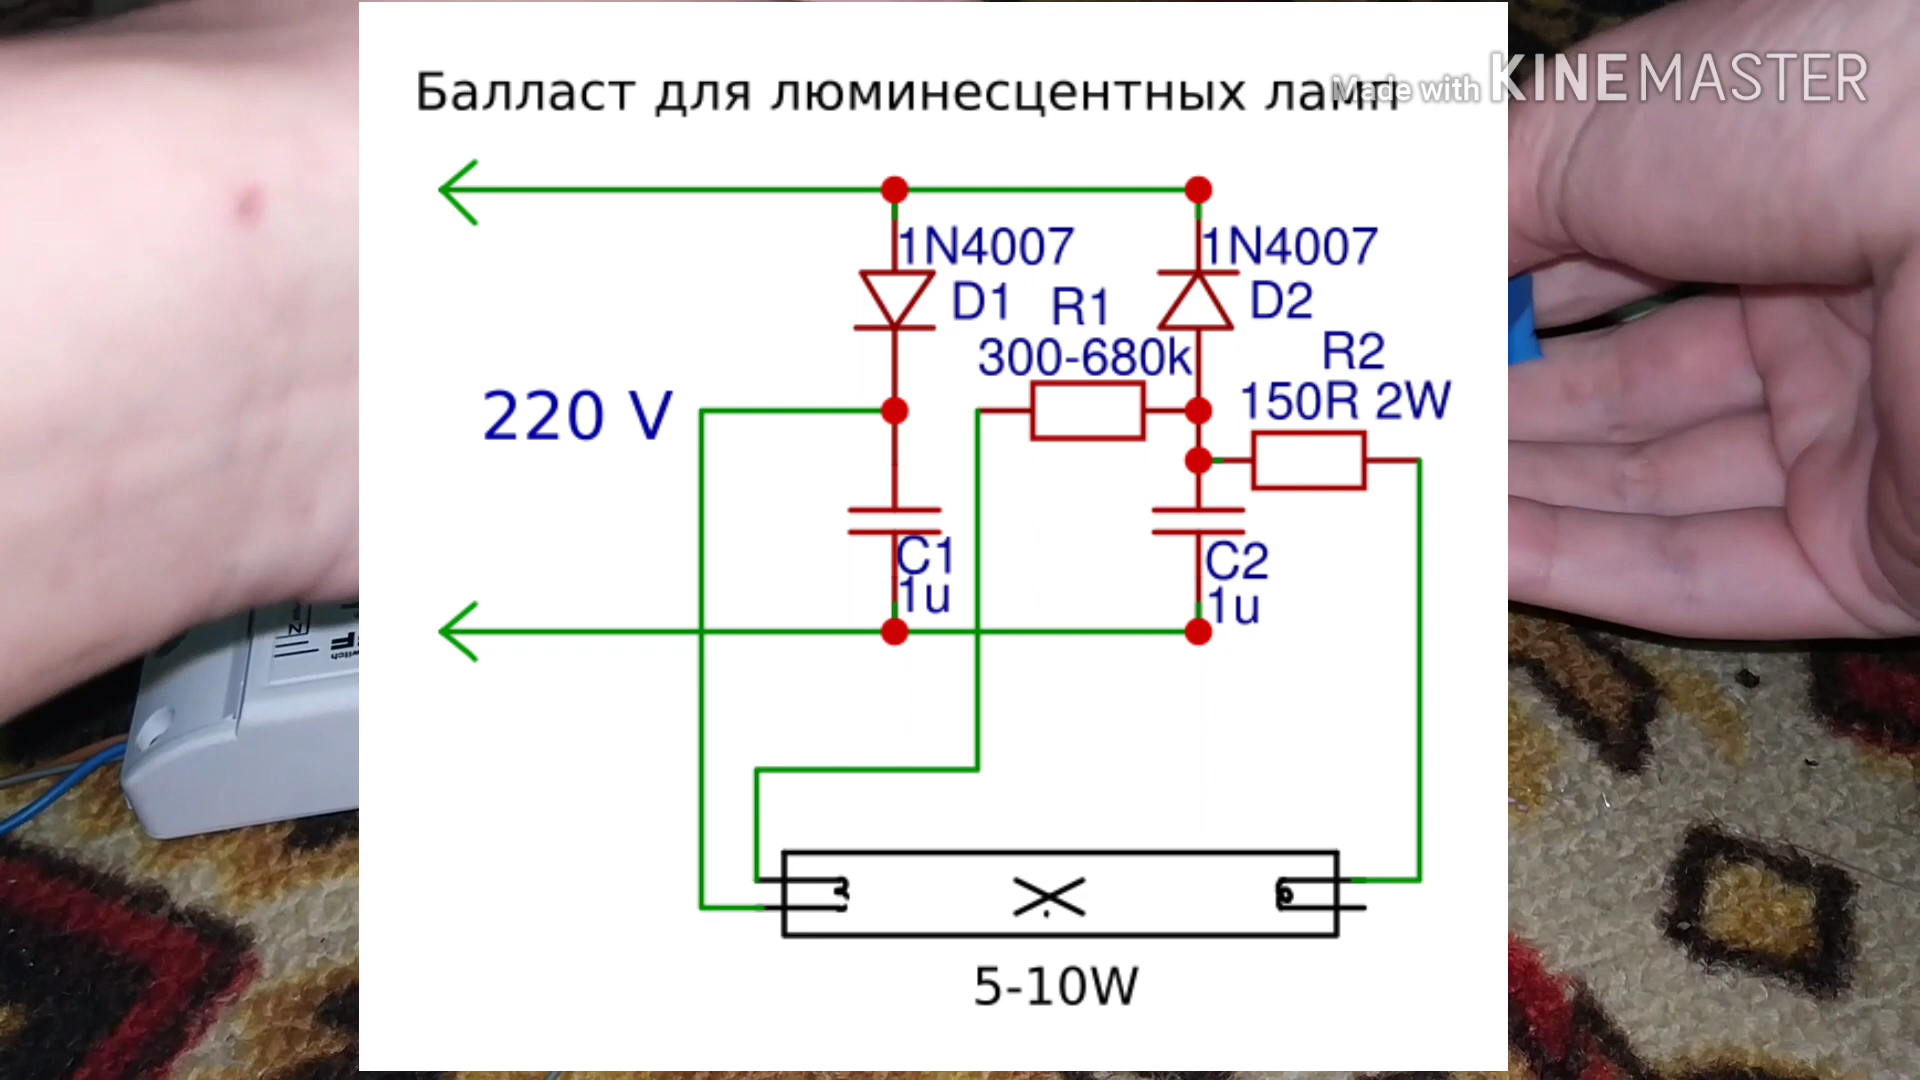 Балласт для люминесцентных ламп
Made with KINEMASTER
1N4007
D1
1N4007
D2
R1
300-680k
R2
150R 2W
220 V
C1
1u
C2
1u
5-10W
witch